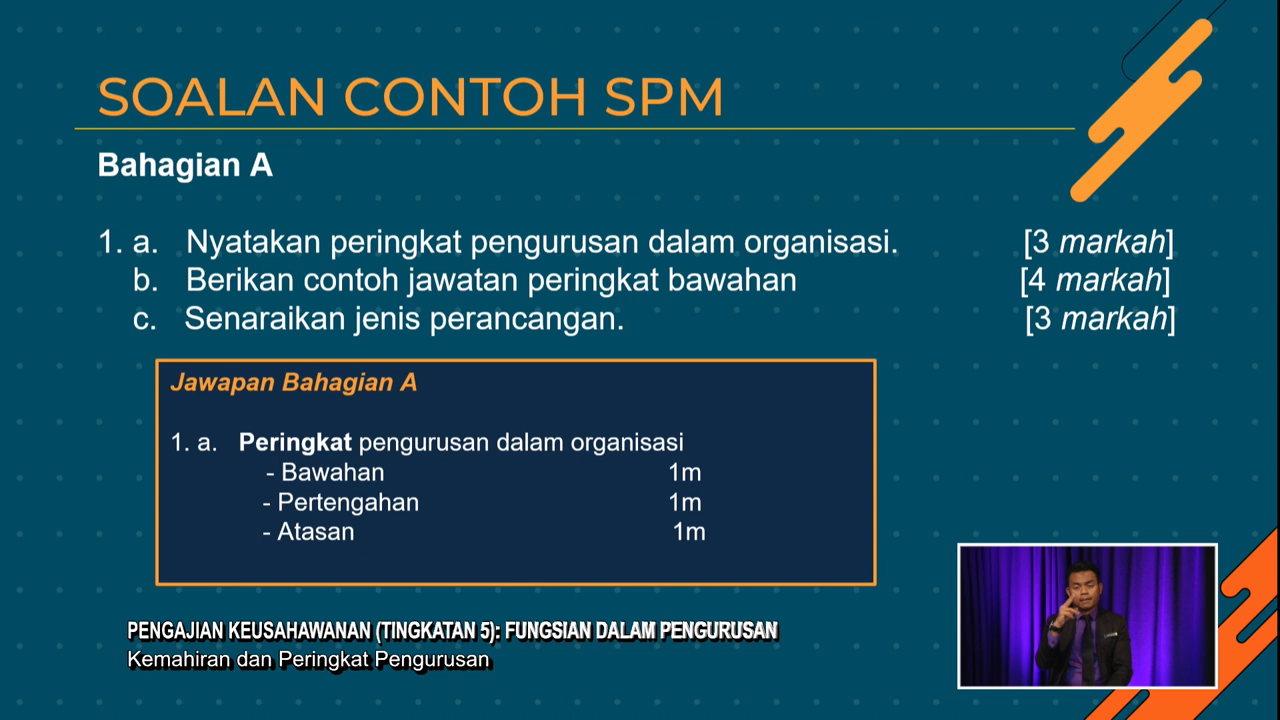 SOALAN CONTOH SPM
Bahagian A
1. a. Nyatakan peringkat pengurusan dalam organisasi. [3 markah]
b. Berikan contoh jawatan peringkat bawahan [4 markah]
c. Senaraikan jenis perancangan. [3 markah]
Jawapan Bahagian A
1. a. Peringkat pengurusan dalam organisasi
- Bawahan 1m
- Pertengahan 1m
- Atasan 1m
PENGAJIAN KEUSAHAWANAN (TINGKATAN 5): FUNGSIAN DALAM PENGURUSAN
Kemahiran dan Peringkat Pengurusan